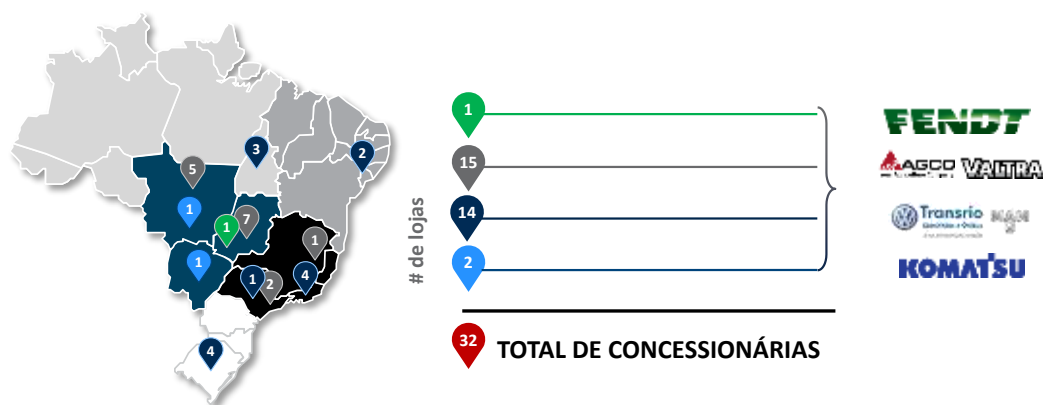 3
2
5
1
1
7
1
1
1
2
4
4
# de lojas
1
15
14
2
32 TOTAL DE CONCESSIONÁRIAS
FENDT
AGCO VALTRA
Transrio MAN
KOMATSU